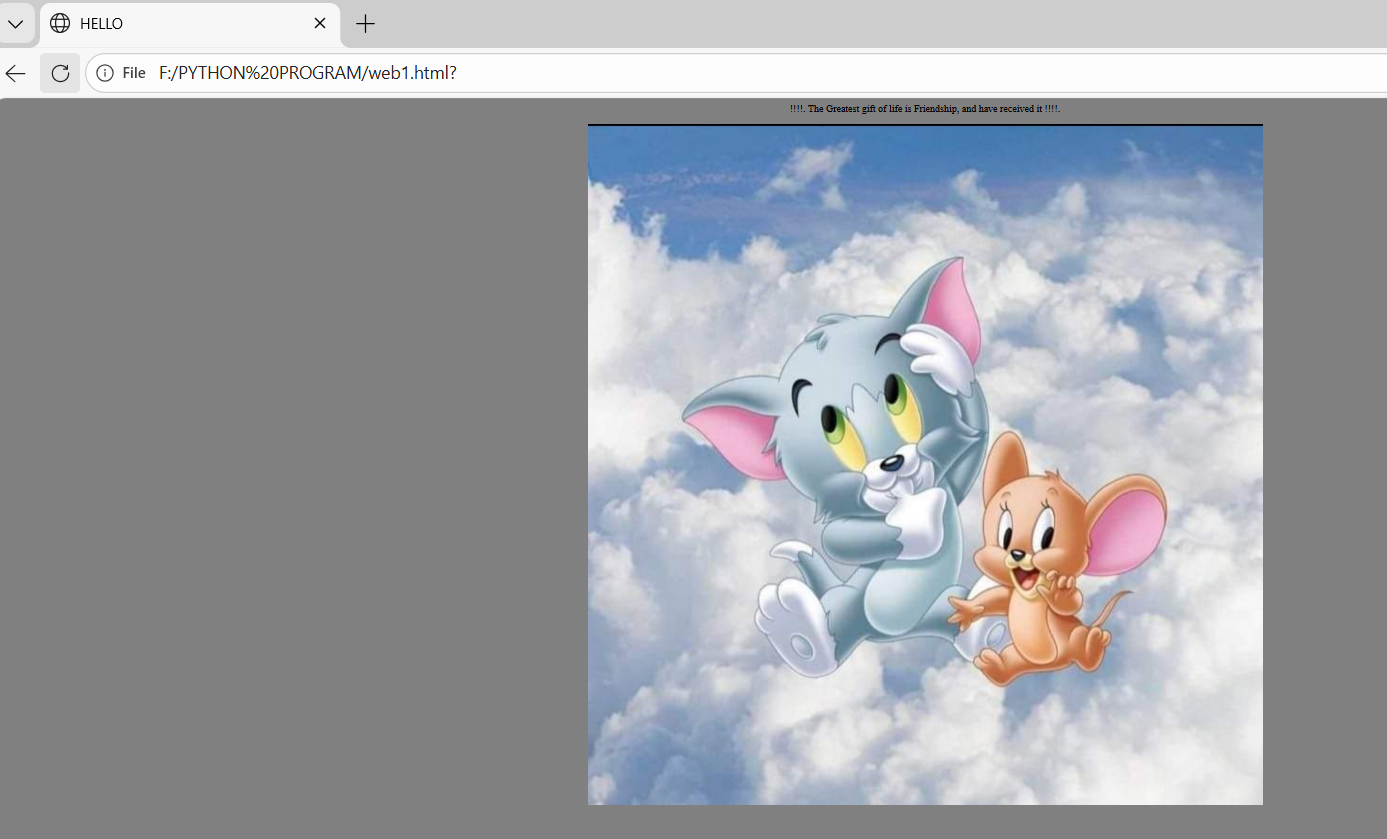 HELLO
File F:/PYTHON%20PROGRAM/web1.html?
!!!!. The Greatest gift of life is Friendship, and have received it !!!!.